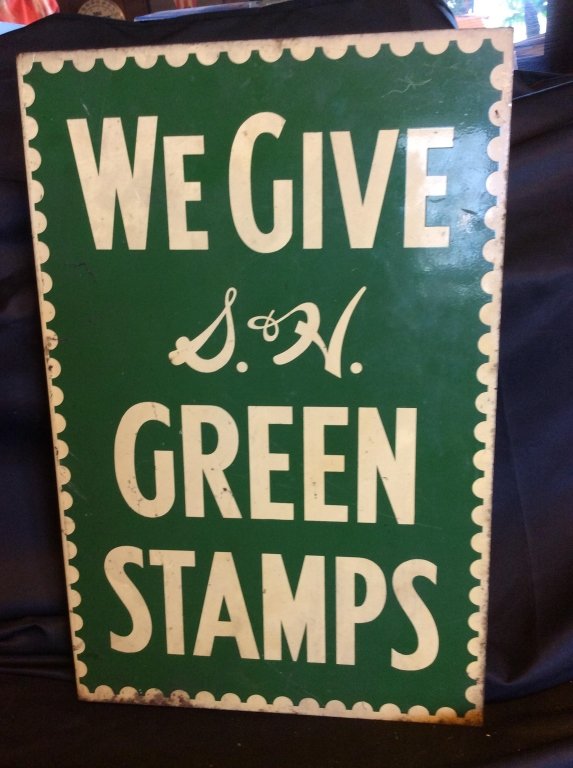 WE GIVE
S. & H.
GREEN
STAMPS